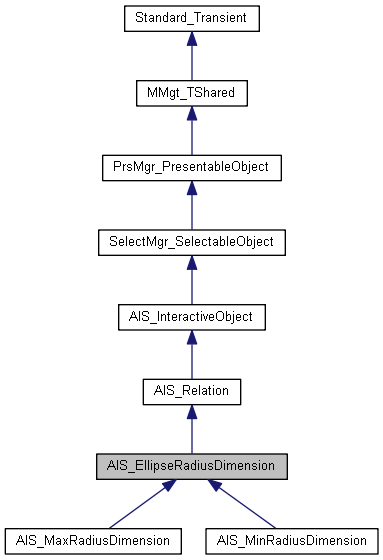 Standard_Transient
MMgt_TShared
PrsMgr_PresentableObject
SelectMgr_SelectableObject
AIS_InteractiveObject
AIS_Relation
AIS_EllipseRadiusDimension
AIS_MaxRadiusDimension
AIS_MinRadiusDimension